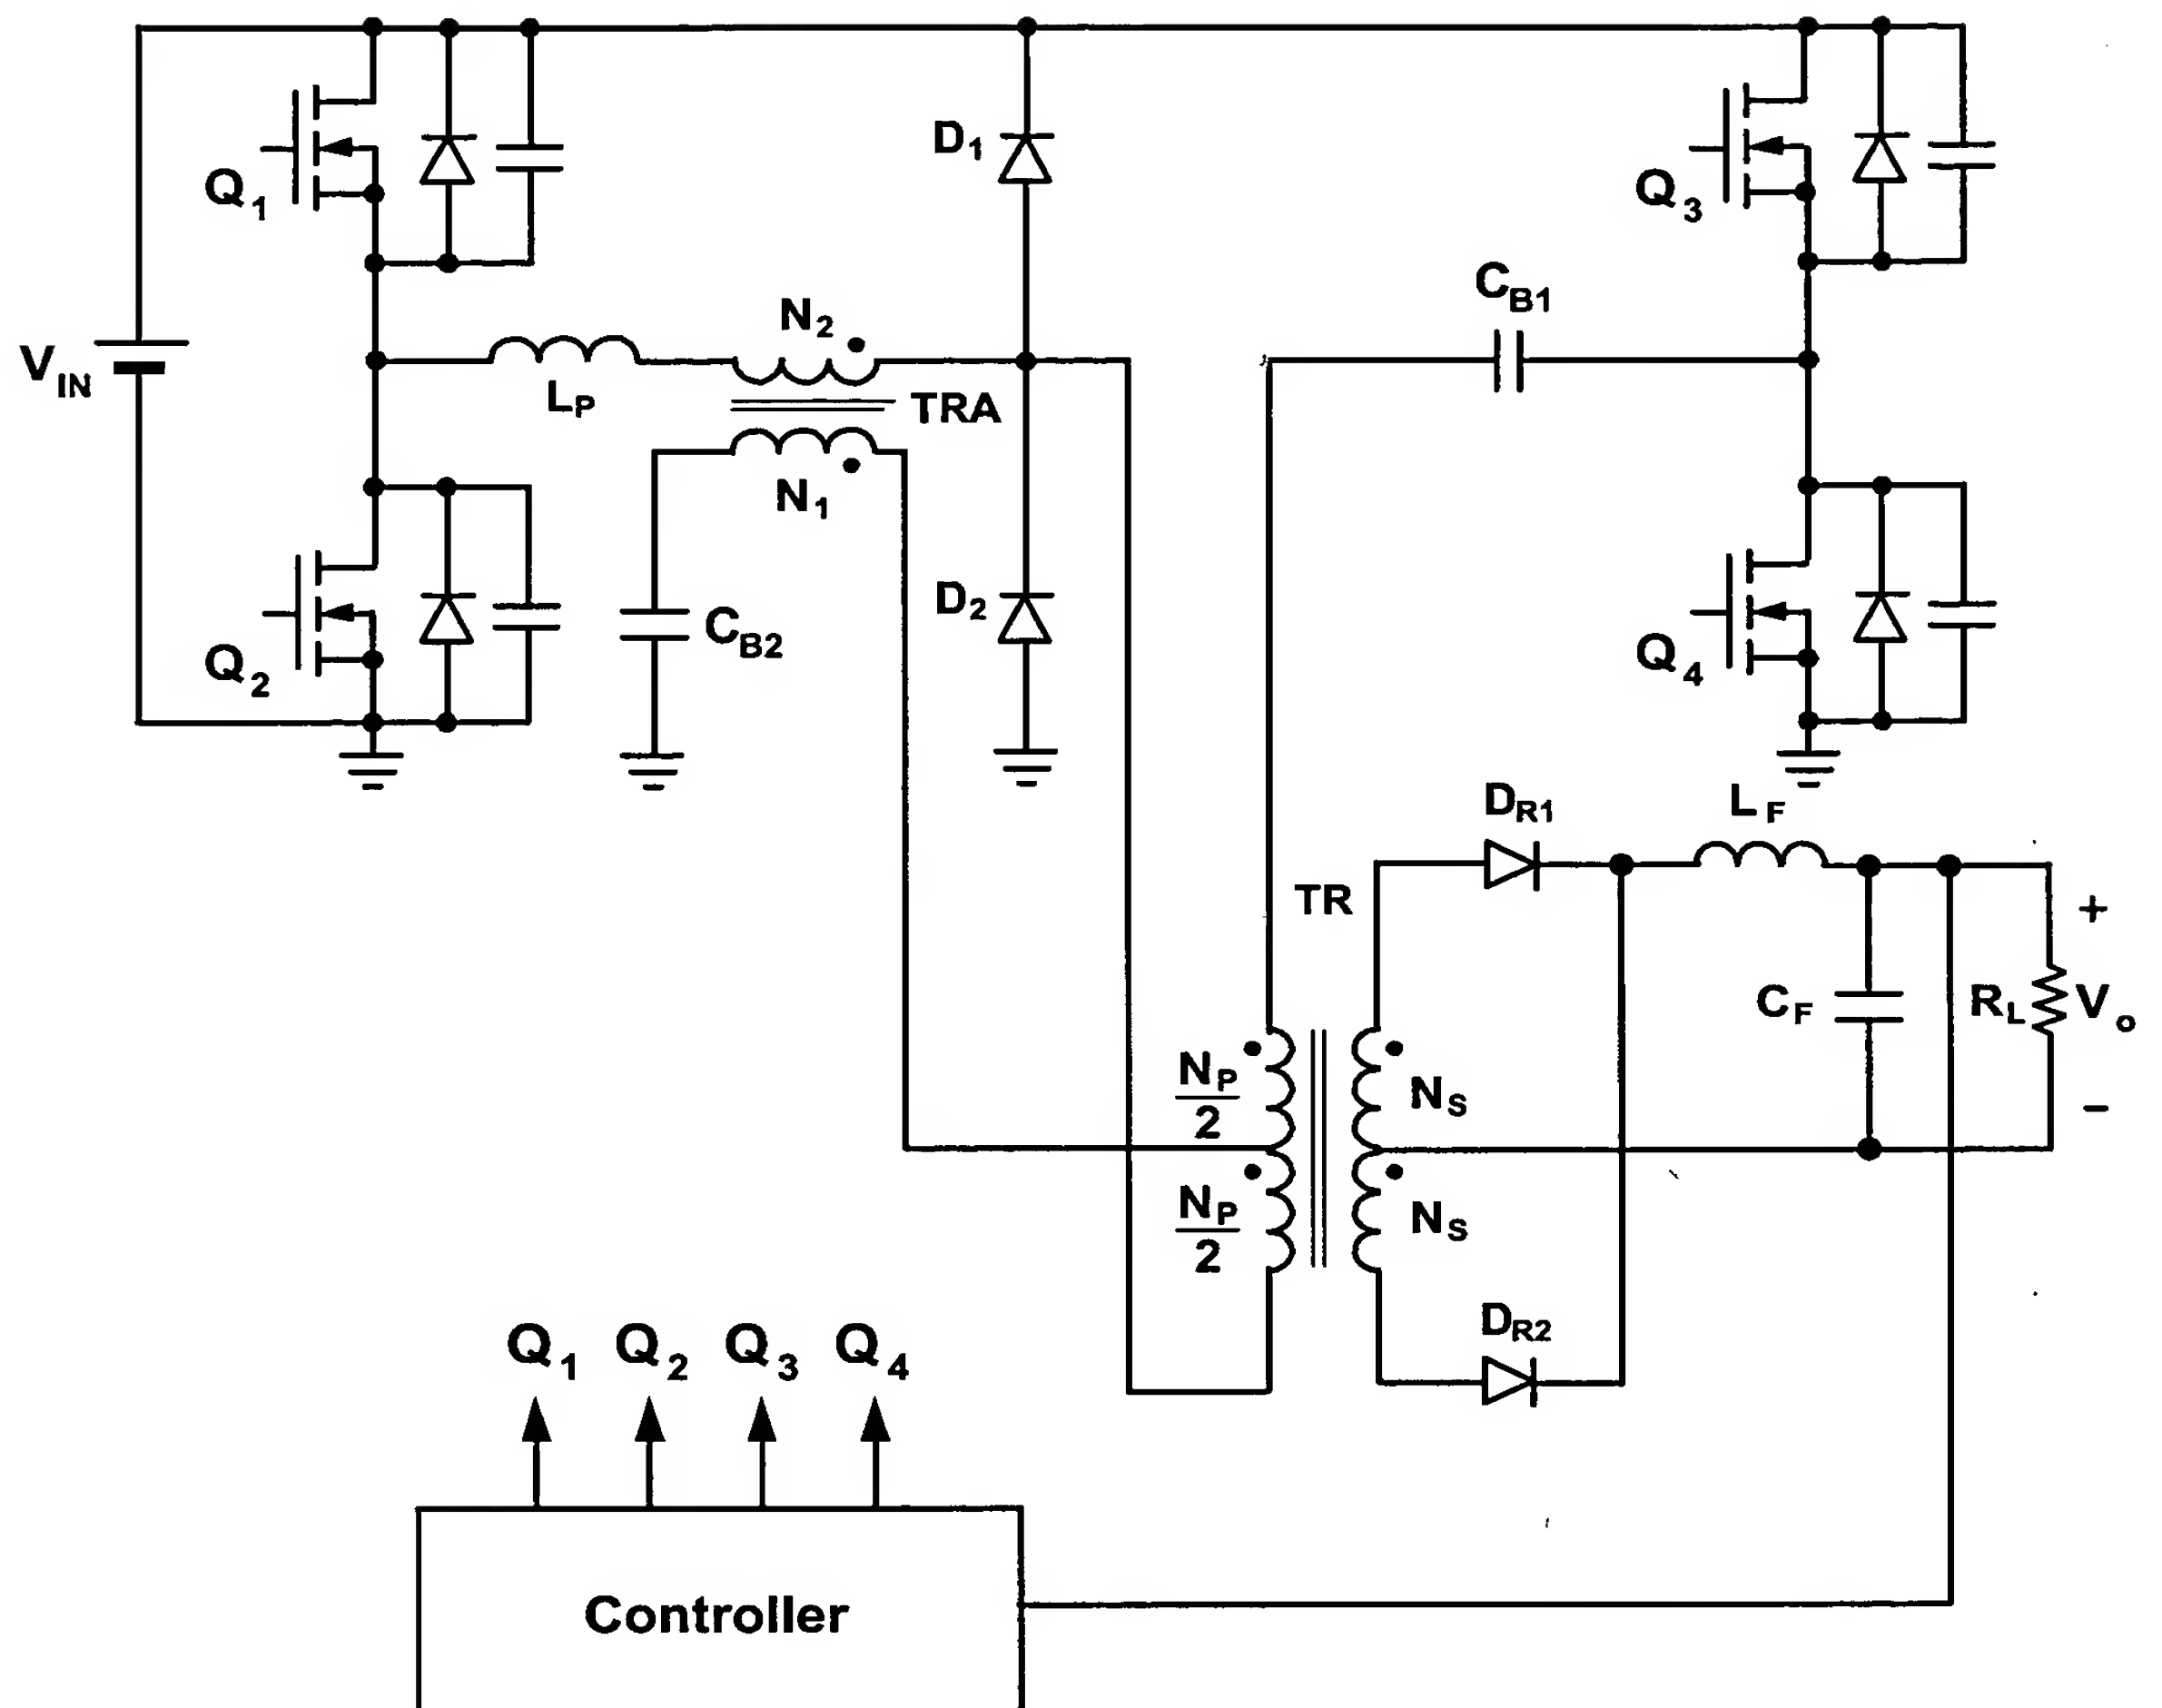 D1
Q1
Q3
CB1
N2
VIN
LP
TRA
N1
D2
CB2
Q2
Q4
DR1
LF
TR
+
CF
RL
Vo
NP
2
NS
−
NP
2
NS
DR2
Q1 Q2 Q3 Q4
Controller